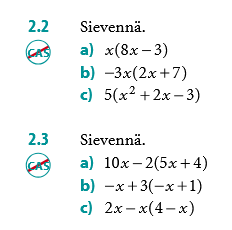 2.2 Sievennä.
CAS a) x(8x – 3)
b) –3x(2x + 7)
c) 5(x² + 2x – 3)
2.3 Sievennä.
CAS a) 10x – 2(5x + 4)
b) –x + 3(–x + 1)
c) 2x – x(4 – x)